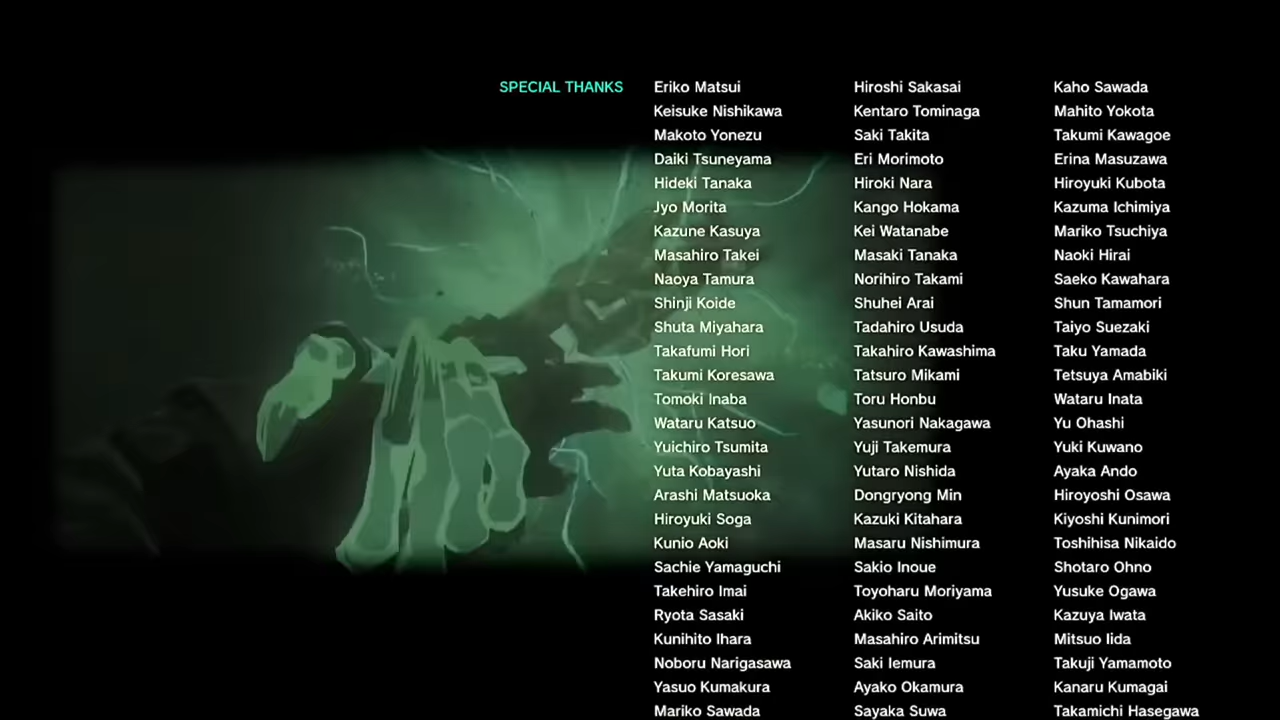 SPECIAL THANKS Eriko Matsui Hiroshi Sakasai Kaho Sawada
Keisuke Nishikawa Kentaro Tominaga Mahito Yokota
Makoto Yonezu Saki Takita Takumi Kawagoe
Daiki Tsuneyama Eri Morimoto Erina Masuzawa
Hideki Tanaka Hiroki Nara Hiroyuki Kubota
Jyo Morita Kango Hokama Kazuma Ichimiya
Kazune Kasuya Kei Watanabe Mariko Tsuchiya
Masahiro Takei Masaki Tanaka Naoki Hirai
Naoya Tamura Norihiro Takami Saeko Kawahara
Shinji Koide Shuhei Arai Shun Tamamori
Shuta Miyahara Tadahiro Usuda Taiyo Suezaki
Takafumi Hori Takahiro Kawashima Taku Yamada
Takumi Koresawa Tatsuro Mikami Tetsuya Amabiki
Tomoki Inaba Toru Honbu Wataru Inata
Wataru Katsuo Yasunori Nakagawa Yu Ohashi
Yuichiro Tsumita Yuji Takemura Yuki Kuwano
Yuta Kobayashi Yutaro Nishida Ayaka Ando
Arashi Matsuoka Dongryong Min Hiroyoshi Osawa
Hiroyuki Soga Kazuki Kitahara Kiyoshi Kunimori
Kunio Aoki Masaru Nishimura Toshihisa Nikaido
Sachie Yamaguchi Sakio Inoue Shotaro Ohno
Takehiro Imai Toyoharu Moriyama Yusuke Ogawa
Ryota Sasaki Akiko Saito Kazuya Iwata
Kunihito Ihara Masahiro Arimitsu Mitsuo Iida
Noboru Narigasawa Saki Iemura Takuji Yamamoto
Yasuo Kumakura Ayako Okamura Kanaru Kumagai
Mariko Sawada Sayaka Suwa Takamichi Hasegawa